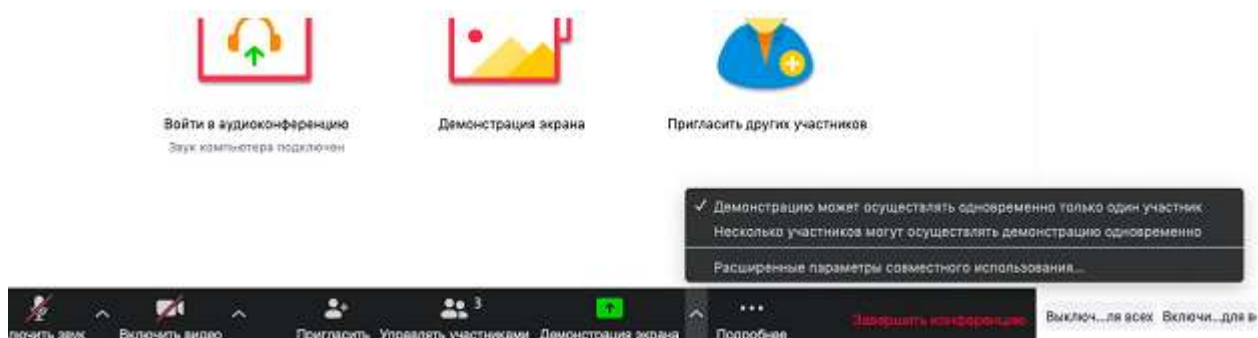 Войти в аудиоконференцию
Звук компьютера подключен
Демонстрация экрана
Пригласить других участников
✓ Демонстрацию может осуществлять одновременно только один участник
Несколько участников могут осуществлять демонстрацию одновременно
Расширенные параметры совместного использования...
лючить звук
Включить видео
Пригласить
Управлять участниками
3
Демонстрация экрана
Подробнее
Завершить конференцию
Выключ...ля всех
Включи...для в